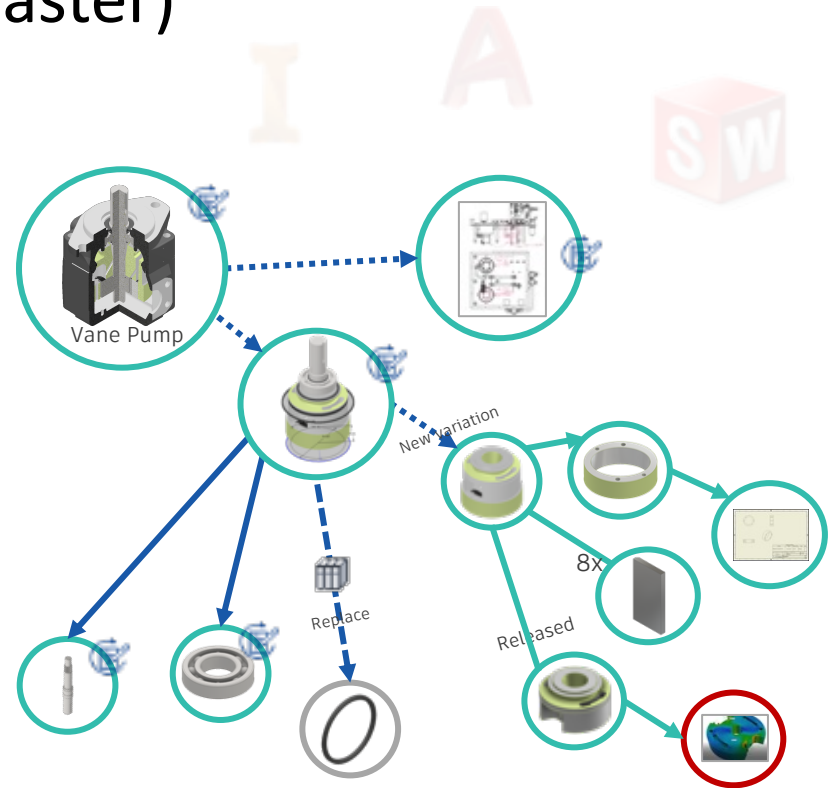 aster)
I
A
S W
Vane Pump
New variation
8x
Replace
Released